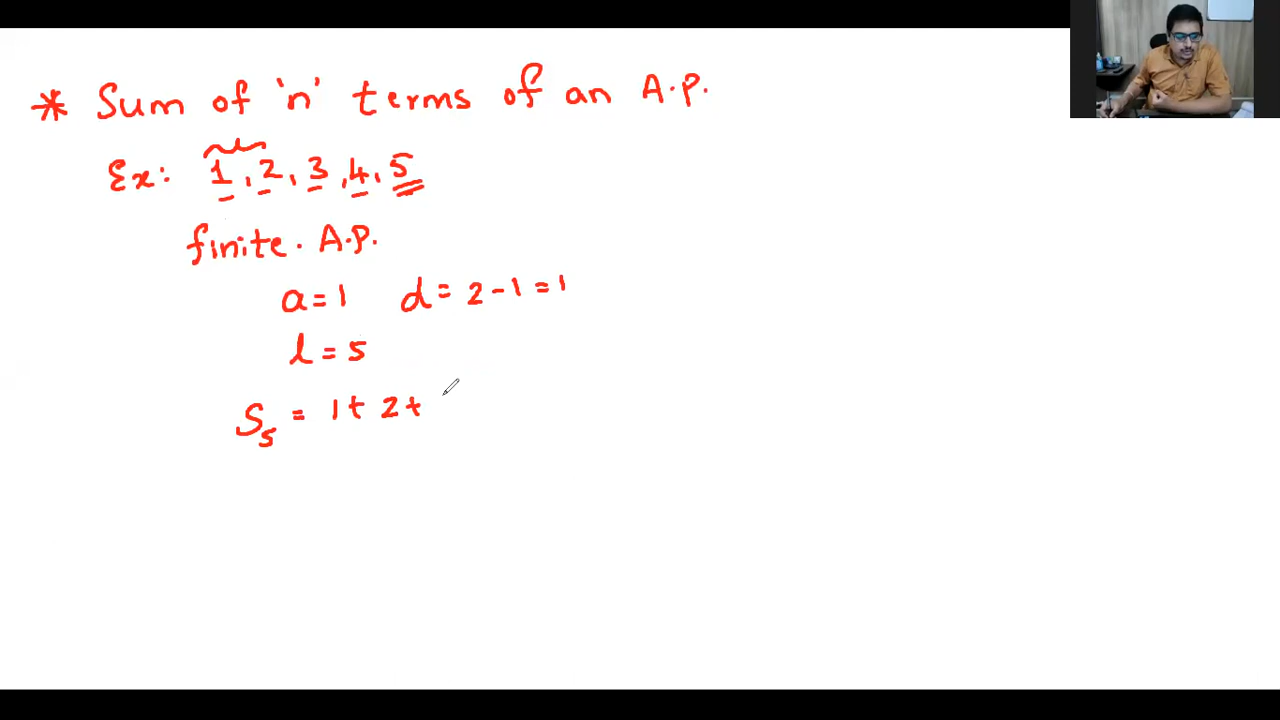 * Sum of 'n' terms of an A.P.
Ex: 1, 2, 3, 4, 5
finite. A.P.
a = 1 d = 2 - 1 = 1
l = 5
S₅ = 1 + 2 +